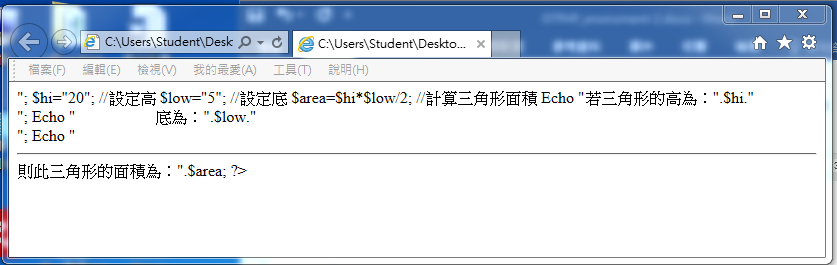 C:\Users\Student\Desk
C:\Users\Student\Deskto...
檔案(F) 編輯(E) 檢視(V) 我的最愛(A) 工具(T) 說明(H)
"; $hi="20"; //設定高 $low="5"; //設定底 $area=$hi*$low/2; //計算三角形面積 Echo "若三角形的高為：".$hi."
"; Echo " 底為：".$low."
"; Echo "
則此三角形的面積為：".$area; ?>